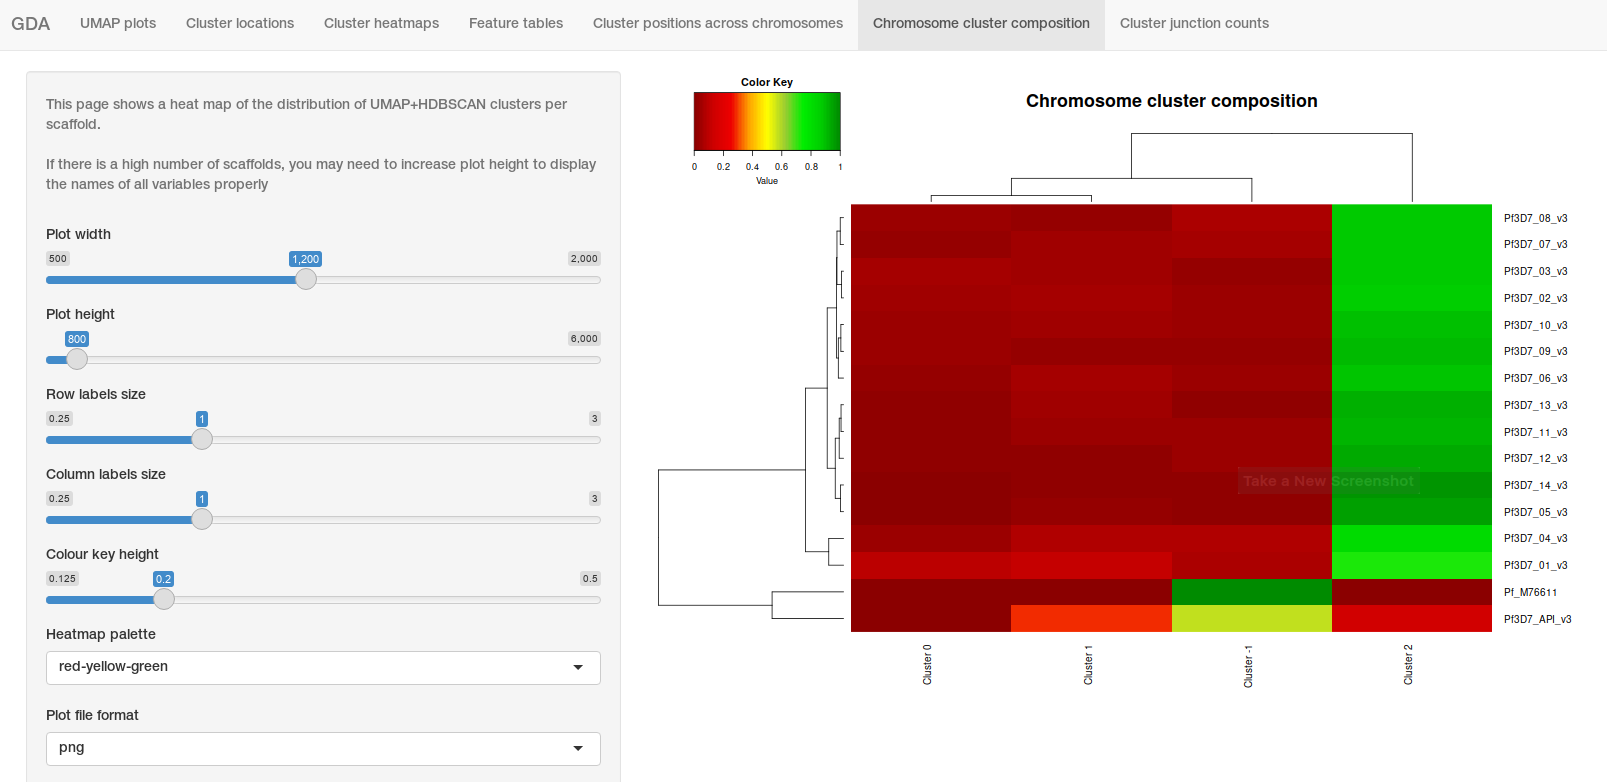 GDA UMAP plots Cluster locations Cluster heatmaps Feature tables Cluster positions across chromosomes Chromosome cluster composition Cluster junction counts
This page shows a heat map of the distribution of UMAP+HDBSCAN clusters per
scaffold.
If there is a high number of scaffolds, you may need to increase plot height to display
the names of all variables properly
Plot width
500 1,200 2,000
Plot height
800 6,000
Row labels size
0.25 1 3
Column labels size
0.25 1 3
Colour key height
0.125 0.2 0.5
Heatmap palette
red-yellow-green
Plot file format
png
Color Key
0 0.2 0.4 0.6 0.8 1
Value
Chromosome cluster composition
Pf3D7_08_v3
Pf3D7_07_v3
Pf3D7_03_v3
Pf3D7_02_v3
Pf3D7_10_v3
Pf3D7_09_v3
Pf3D7_06_v3
Pf3D7_13_v3
Pf3D7_11_v3
Pf3D7_12_v3
Take a New Screenshot
Pf3D7_14_v3
Pf3D7_05_v3
Pf3D7_04_v3
Pf3D7_01_v3
Pf_M76611
Pf3D7_API_v3
Cluster 0
Cluster 1
Cluster -1
Cluster 2